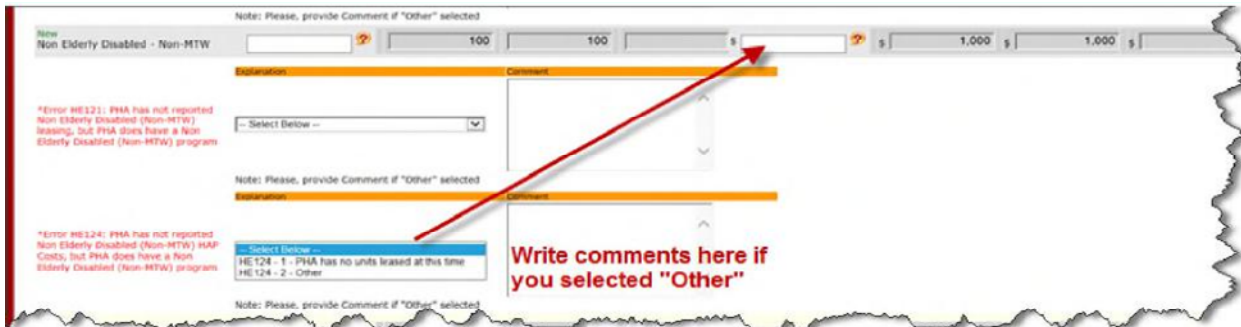 Note: Please, provide Comment if "Other" selected
New
Non Elderly Disabled - Non-MTW ? 100 100 $ ? $ 1,000 $ 1,000 $
Explanation Comment
*Error HE121: PHA has not reported
Non Elderly Disabled (Non-MTW)
leasing, but PHA does have a Non
Elderly Disabled (Non-MTW) program
-- Select Below --
Note: Please, provide Comment if "Other" selected
Explanation Comment
*Error HE124: PHA has not reported
Non Elderly Disabled (Non-MTW) HAP
Costs, but PHA does have a Non
Elderly Disabled (Non-MTW) program
-- Select Below --
HE124 - 1 - PHA has no units leased at this time
HE124 - 2 - Other
Write comments here if
you selected "Other"
Note: Please, provide Comment if "Other" selected